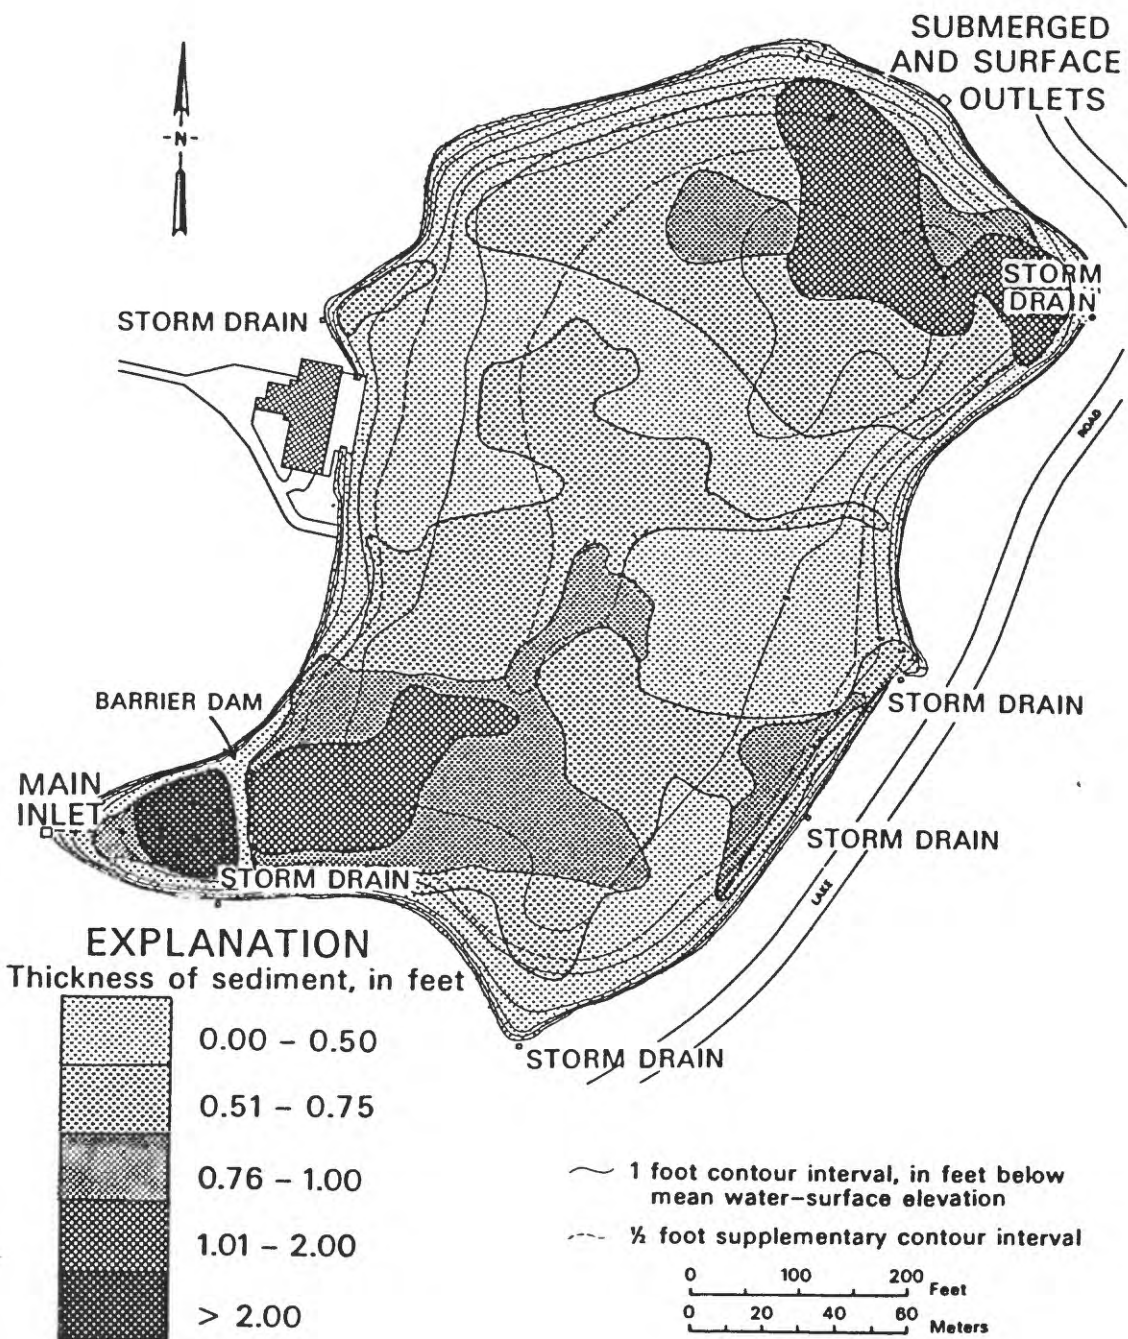 SUBMERGED
AND SURFACE
OUTLETS
-N-
STORM
DRAIN
STORM DRAIN
ROAD
BARRIER DAM
STORM DRAIN
MAIN
INLET
STORM DRAIN
STORM DRAIN
LAKE
STORM DRAIN
EXPLANATION
Thickness of sediment, in feet
0.00 – 0.50
0.51 – 0.75
0.76 – 1.00
1.01 – 2.00
> 2.00
1 foot contour interval, in feet below
mean water–surface elevation
½ foot supplementary contour interval
0 100 200 Feet
0 20 40 60 Meters